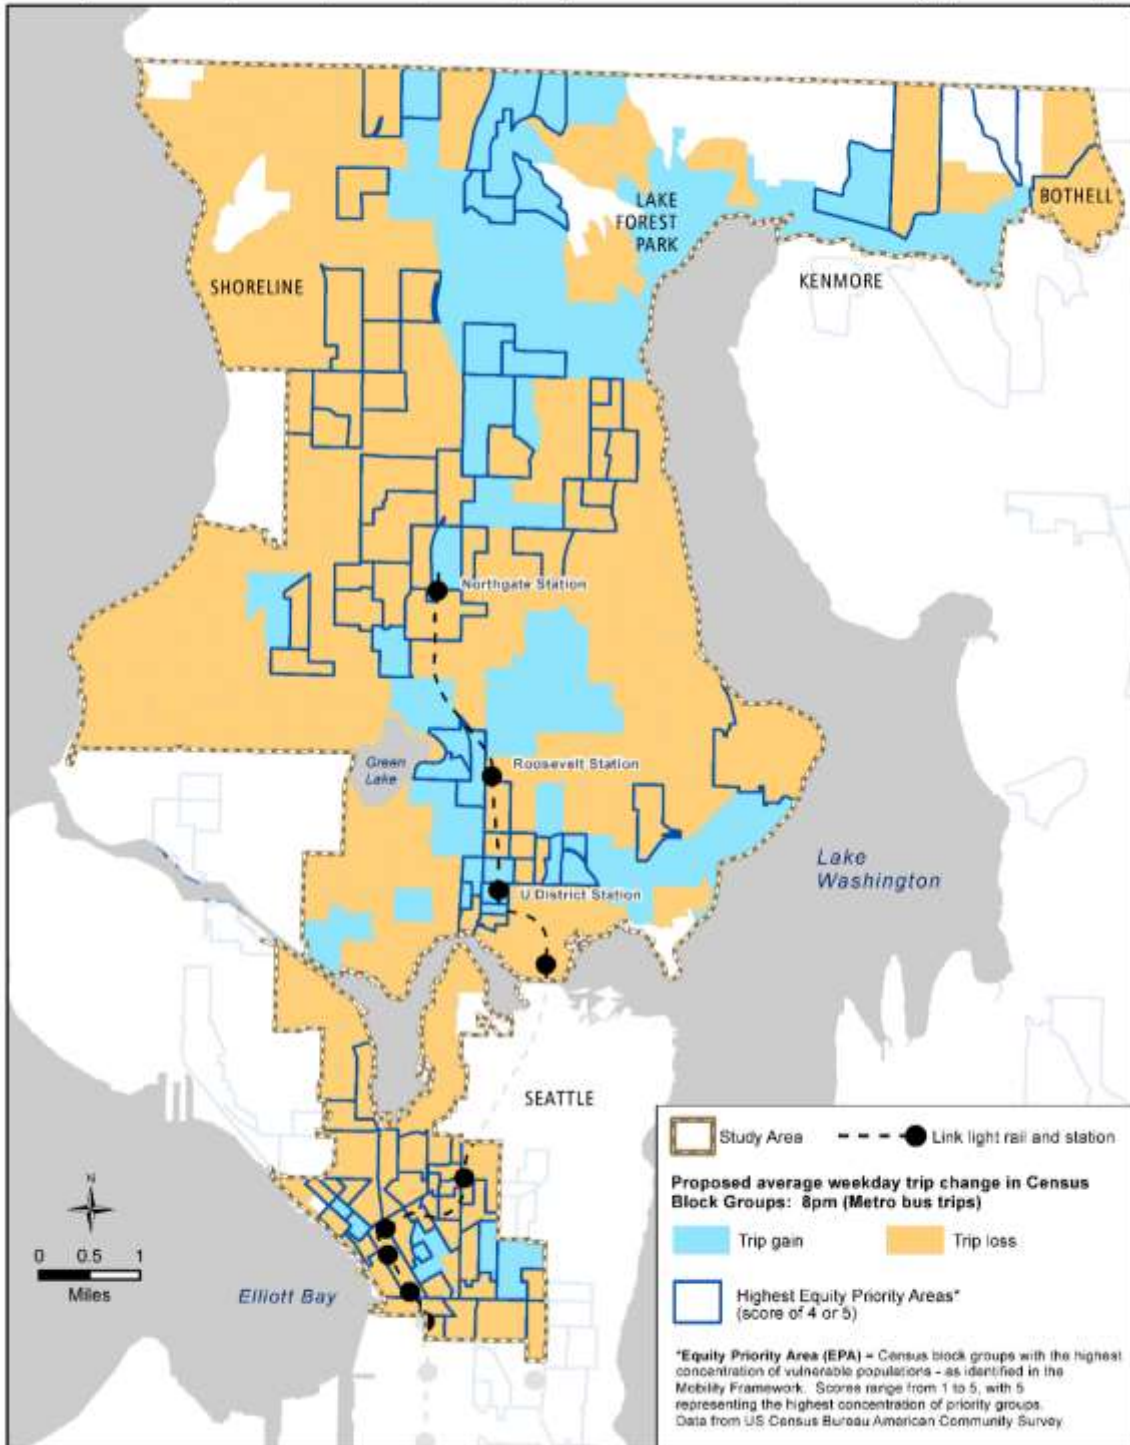 LAKE
FOREST
PARK
BOTHELL
SHORELINE
KENMORE
Northgate Station
Green
Lake
Roosevelt Station
Lake
Washington
U District Station
SEATTLE
N
0 0.5 1
Miles
Elliott Bay
Study Area
Link light rail and station
Proposed average weekday trip change in Census
Block Groups: 8pm (Metro bus trips)
Trip gain
Trip loss
Highest Equity Priority Areas*
(score of 4 or 5)
*Equity Priority Area (EPA) = Census block groups with the highest
concentration of vulnerable populations - as identified in the
Mobility Framework. Scores range from 1 to 5, with 5
representing the highest concentration of priority groups.
Data from US Census Bureau American Community Survey